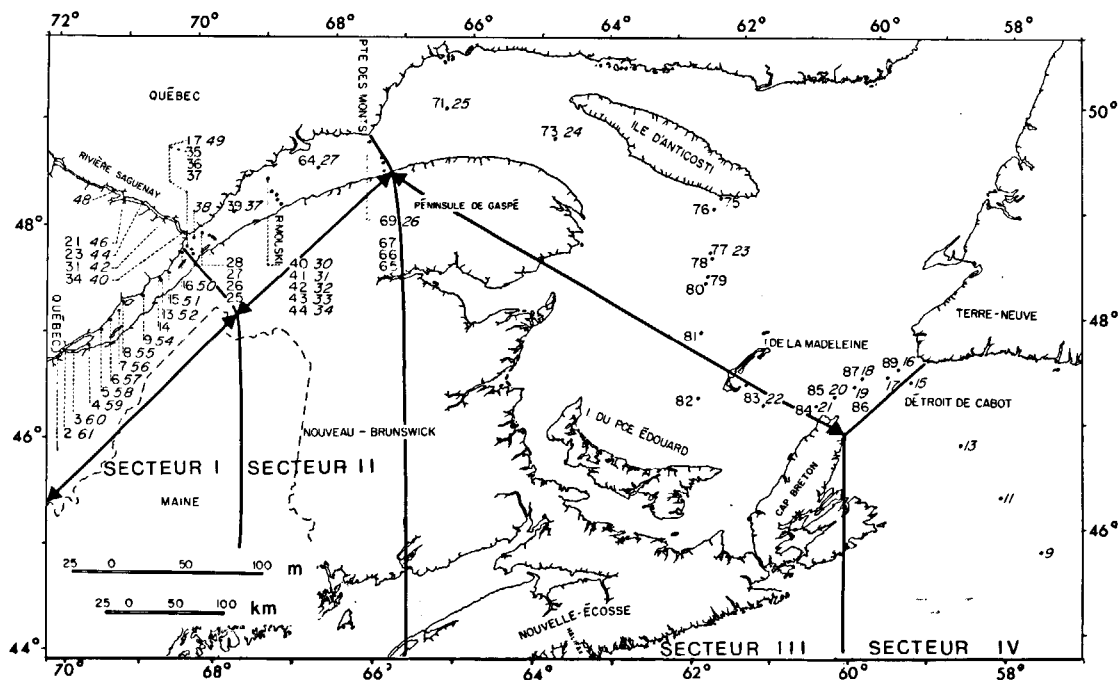 72° 70° 68° 66° 64° 62° 60° 58°
50°
48°
46°
44°
QUÉBEC
PTE DES MONTS
71. 25
73. 24
ILE D'ANTICOSTI
17 49
35
36
37
64. 27
RIVIÈRE SAGUENAY
48
38
39 37
RIMOUSKI
PÉNINSULE DE GASPÉ
76 75
21 46
23 44
31 42
34 40
69. 26
67
66
65
77 23
78
79
80
28
27
26
25
40 30
41 31
42 32
43 33
44 34
16 50
15 51
13 52
14
9 54
8 55
7 56
6 57
5 58
4 59
3 60
2 61
QUÉBEC
81
TERRE-NEUVE
I DE LA MADELEINE
87 18
89 16
85 20
19
17
15
82
83 22
84 21
86
DÉTROIT DE CABOT
I DU PCE ÉDOUARD
NOUVEAU-BRUNSWICK
13
SECTEUR I
SECTEUR II
MAINE
CAP BRETON
11
9
25 0 50 100 m
25 0 50 100 km
NOUVELLE-ÉCOSSE
SECTEUR III
SECTEUR IV
48°
46°
44°
70° 68° 66° 64° 62° 60° 58°